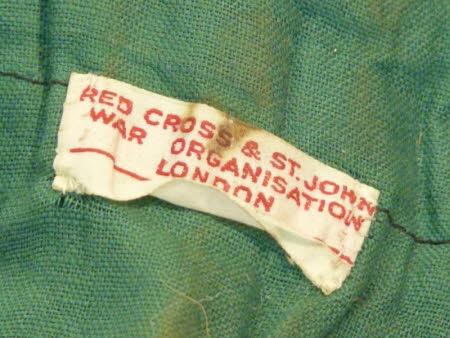 RED CROSS & ST. JOHN
WAR ORGANISATION
LONDON